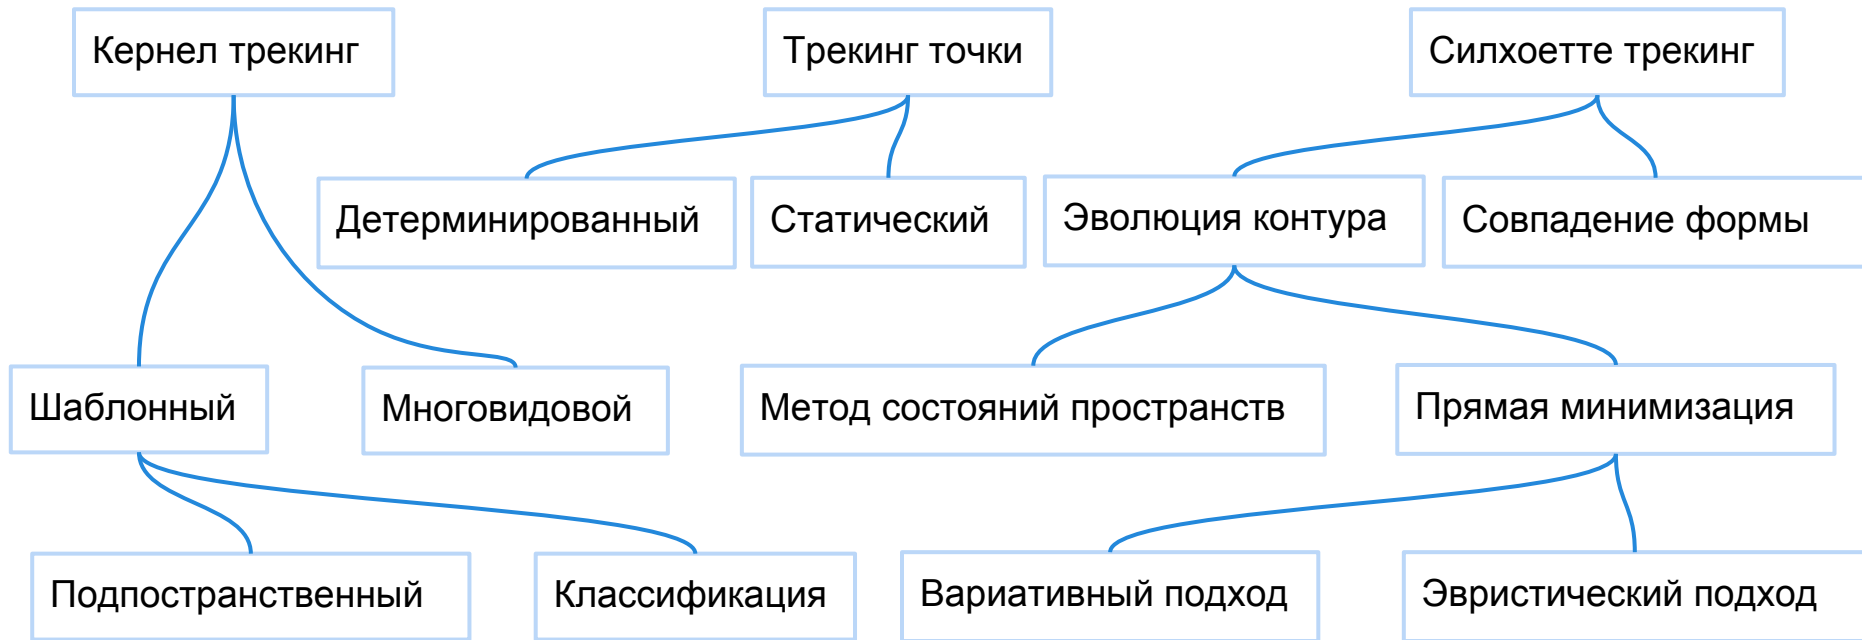 Кернел трекинг
Трекинг точки
Силхоетте трекинг
Детерминированный
Статический
Эволюция контура
Совпадение формы
Шаблонный
Многовидовой
Метод состояний пространств
Прямая минимизация
Подпостранственный
Классификация
Вариативный подход
Эвристический подход